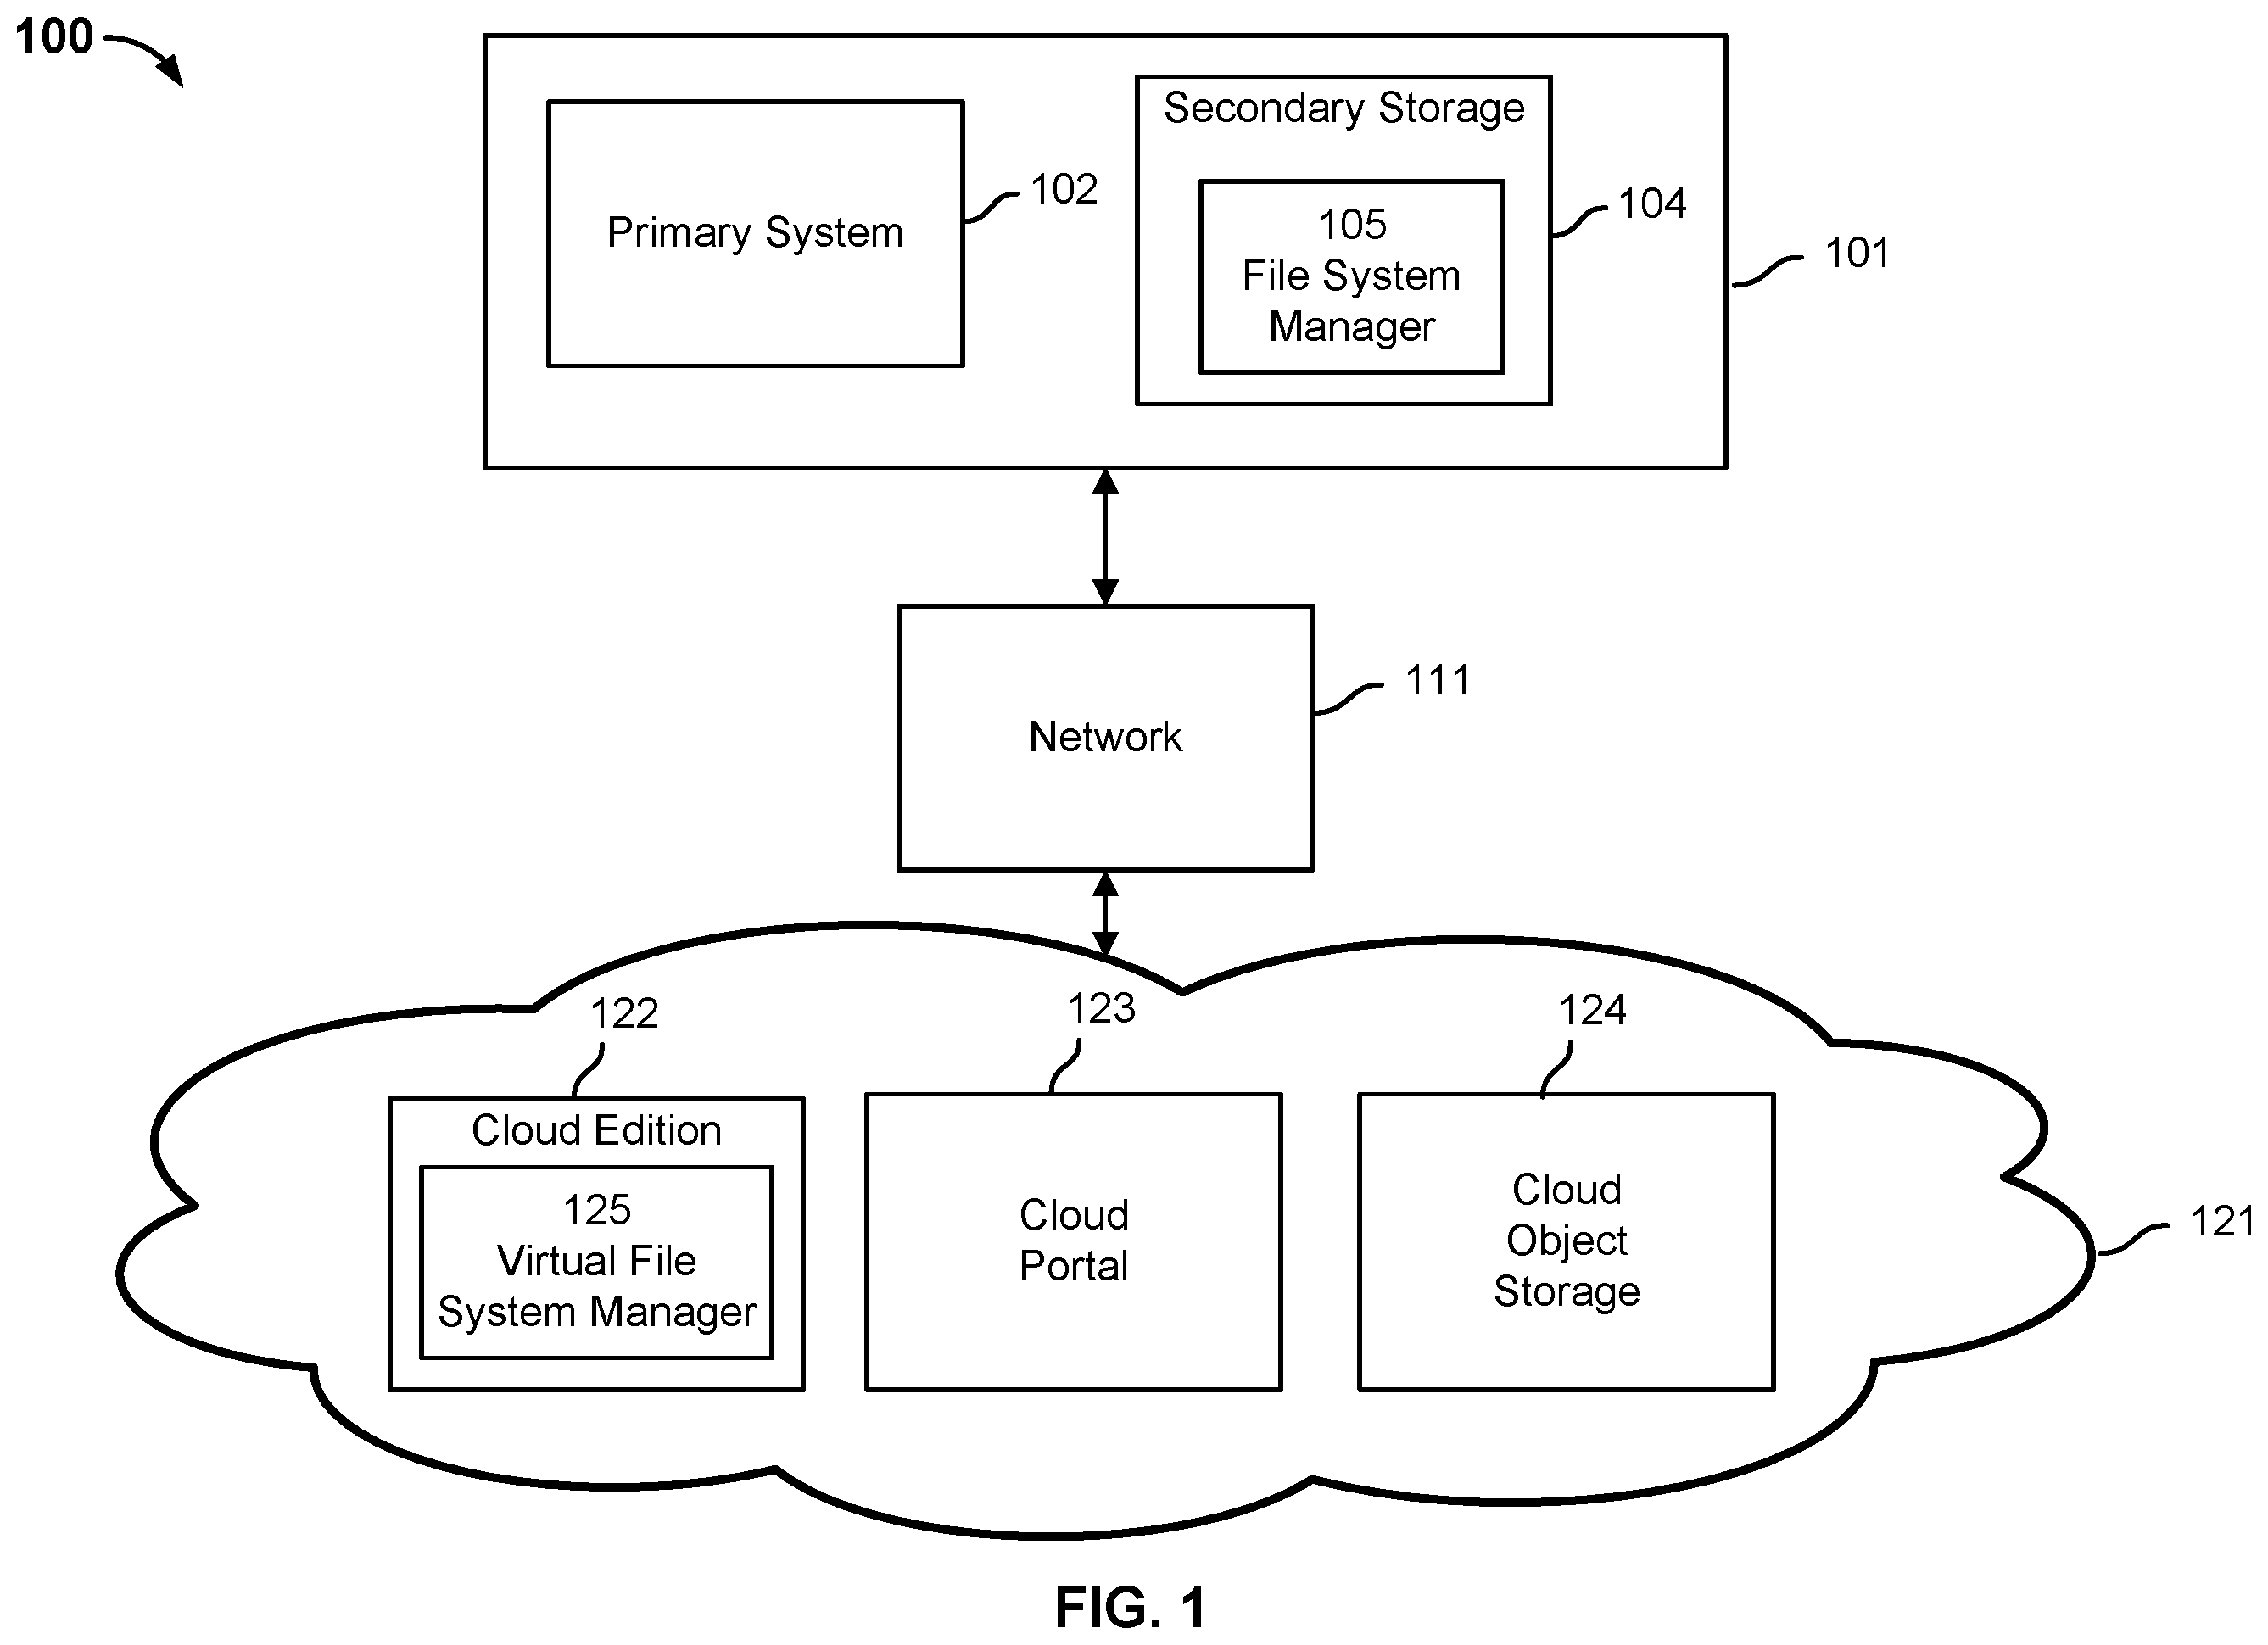 100
Primary System
102
Secondary Storage
105
File System
Manager
104
101
Network
111
122
Cloud Edition
125
Virtual File
System Manager
123
Cloud
Portal
124
Cloud
Object
Storage
121
FIG. 1